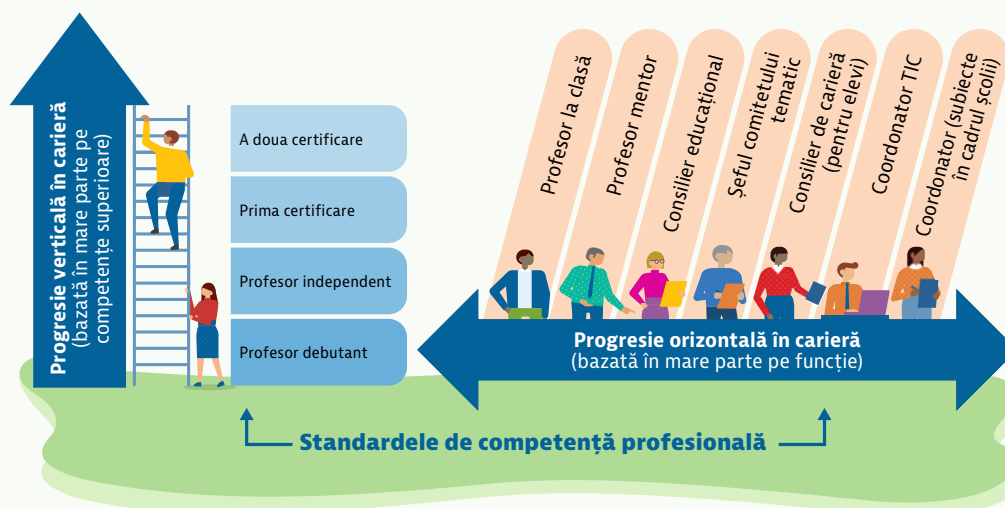 Progresie verticală în carieră
(bazată în mare parte pe
competențe superioare)
A doua certificare
Prima certificare
Profesor independent
Profesor debutant
Profesor la clasă
Profesor mentor
Consilier educațional
Șeful comitetului
tematic
Consilier de carieră
(pentru elevi)
Coordonator TIC
Coordonator (subiecte
în cadrul școlii)
Progresie orizontală în carieră
(bazată în mare parte pe funcție)
Standardele de competență profesională